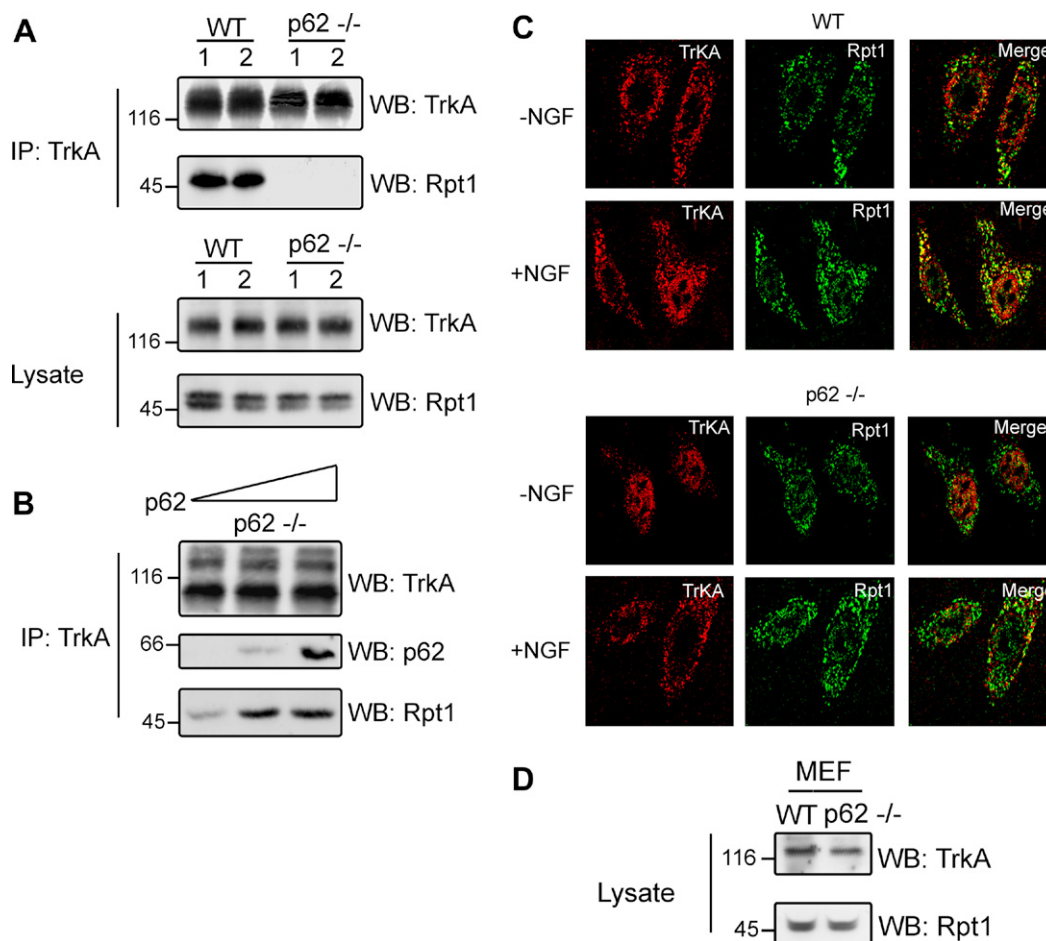 A
WT p62 -/-
1 2 1 2
IP: TrkA
116
WB: TrkA
45
WB: Rpt1
WT p62 -/-
1 2 1 2
Lysate
116
WB: TrkA
45
WB: Rpt1
B
p62
p62 -/-
IP: TrkA
116
WB: TrkA
66
WB: p62
45
WB: Rpt1
C
WT
-NGF
TrKA Rpt1 Merge
+NGF
TrKA Rpt1 Merge
p62 -/-
-NGF
TrKA Rpt1 Merge
+NGF
TrKA Rpt1 Merge
D
MEF
WT p62 -/-
Lysate
116
WB: TrkA
45
WB: Rpt1